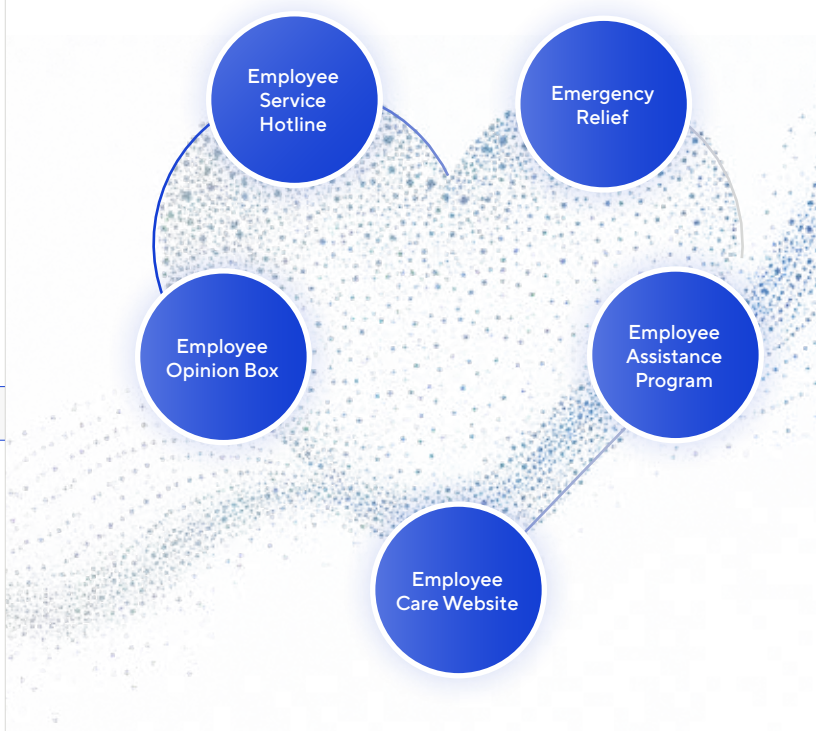 Employee
Service
Hotline
Emergency
Relief
Employee
Opinion Box
Employee
Assistance
Program
Employee
Care Website